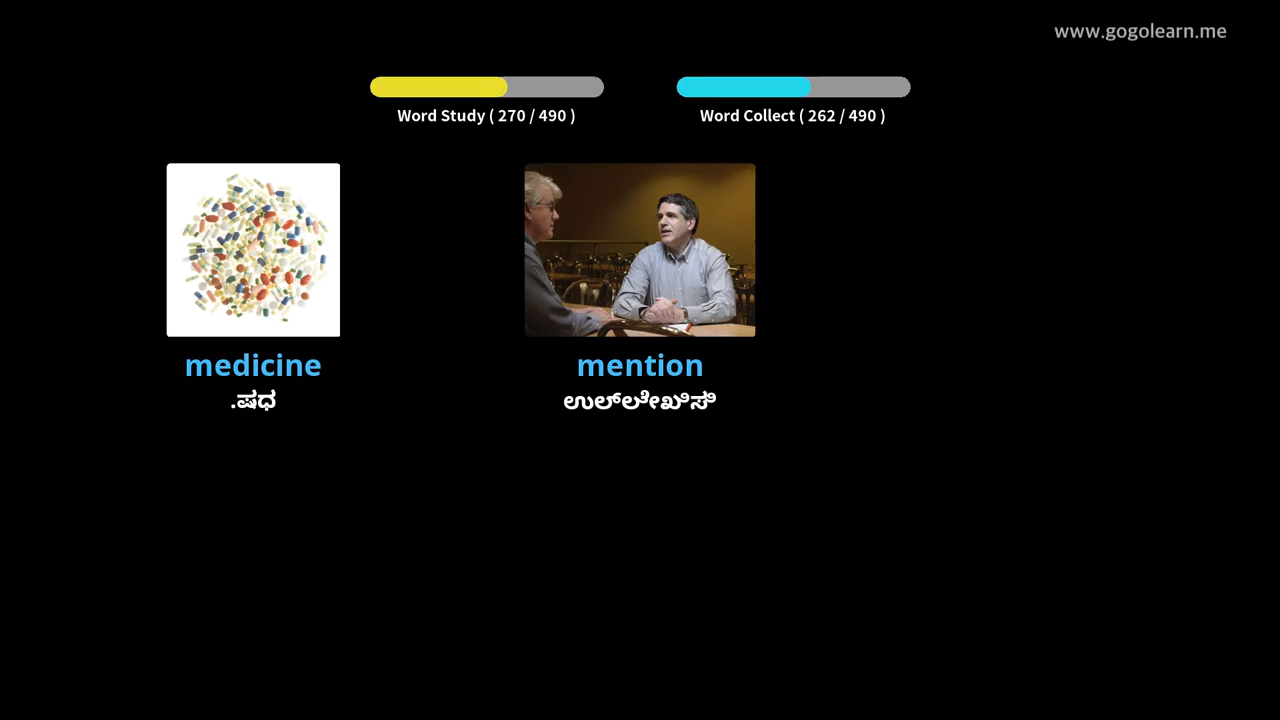 www.gogolearn.me
Word Study ( 270 / 490 )
Word Collect ( 262 / 490 )
medicine
.ಷಧ
mention
ಉಲ್ಲೇಖಿಸಿ